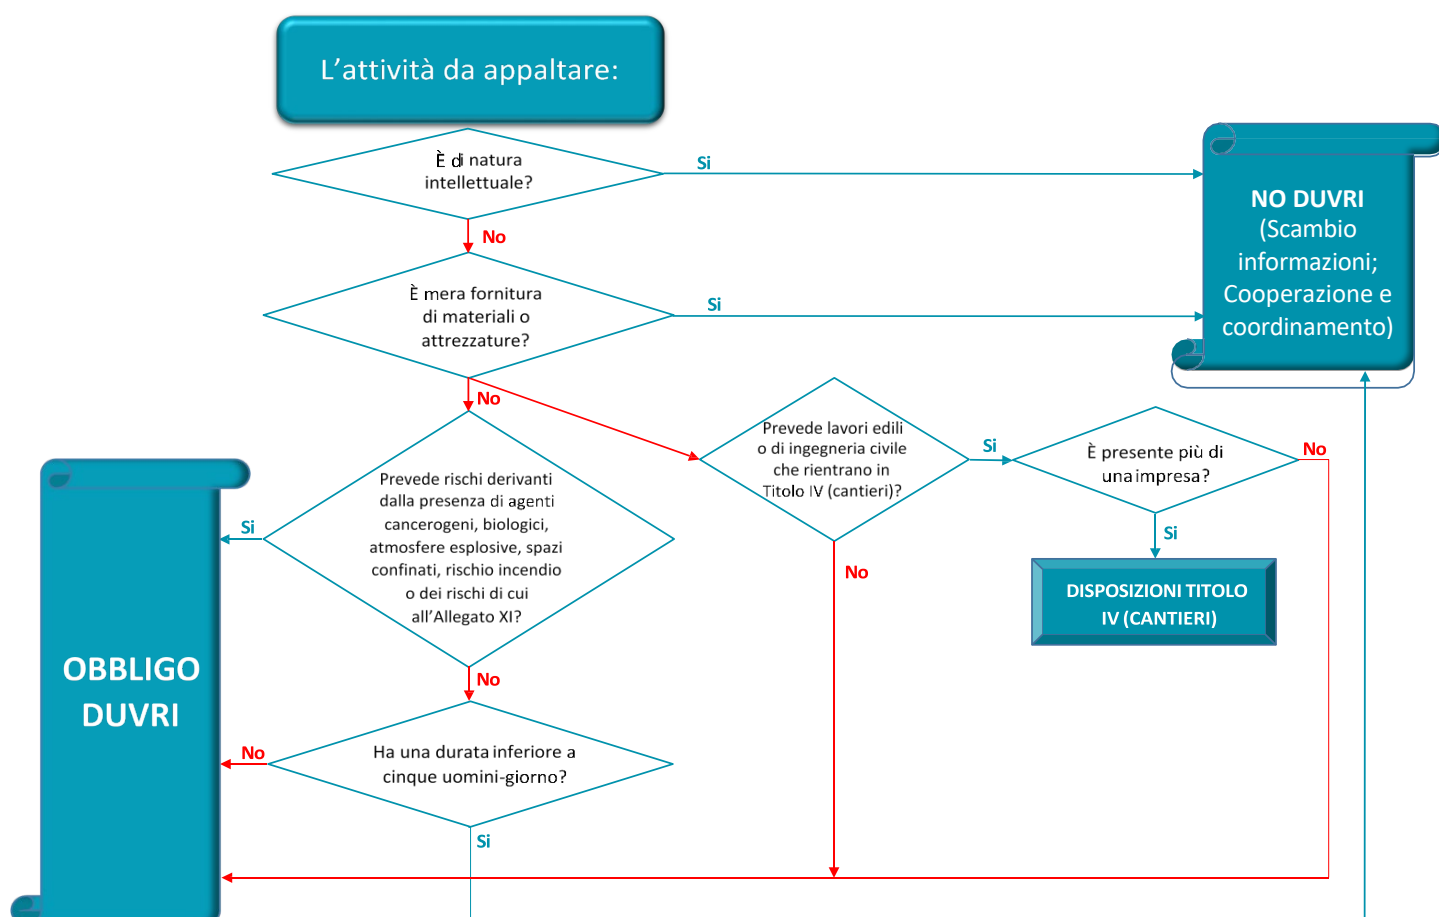 L'attività da appaltare:
È di natura
intellettuale?
Si
No
NO DUVRI
(Scambio
informazioni;
Cooperazione e
coordinamento)
È mera fornitura
di materiali o
attrezzature?
Si
No
Prevede lavori edili
o di ingegneria civile
che rientrano in
Titolo IV (cantieri)?
Si
No
È presente più di
una impresa?
No
Si
DISPOSIZIONI TITOLO
IV (CANTIERI)
Prevede rischi derivanti
dalla presenza di agenti
cancerogeni, biologici,
atmosfere esplosive, spazi
confinati, rischio incendio
o dei rischi di cui
all'Allegato XI?
Si
No
OBBLIGO
DUVRI
Ha una durata inferiore a
cinque uomini-giorno?
No
Si